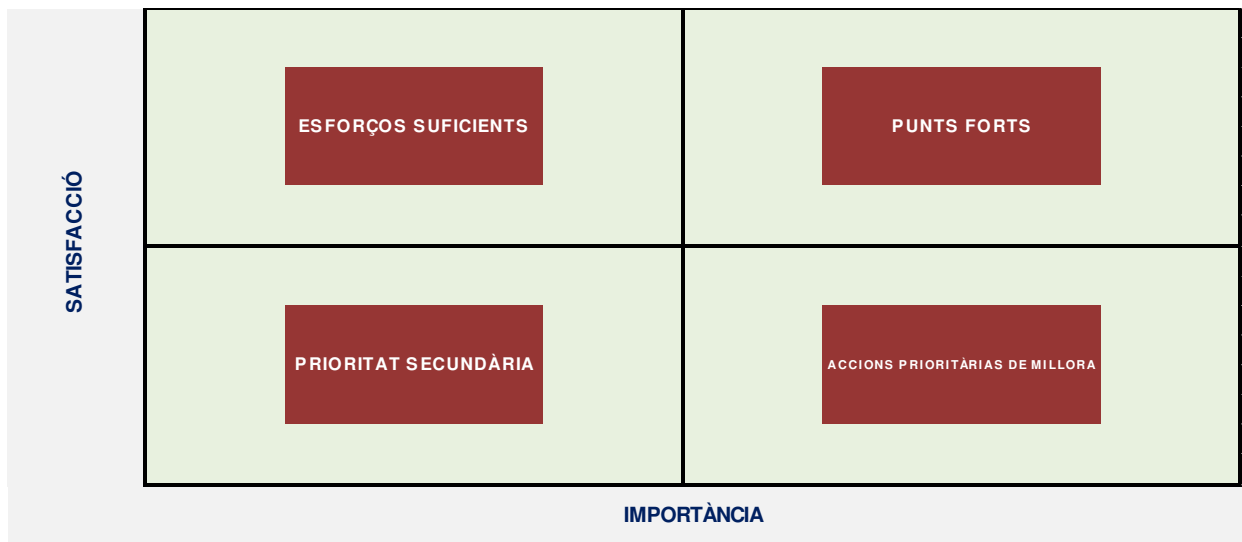 ESFORÇOS SUFICIENTS
PUNTS FORTS
SATISFACCIÓ
PRIORITAT SECUNDÀRIA
ACCIONS PRIORITÀRIAS DE MILLORA
IMPORTÀNCIA